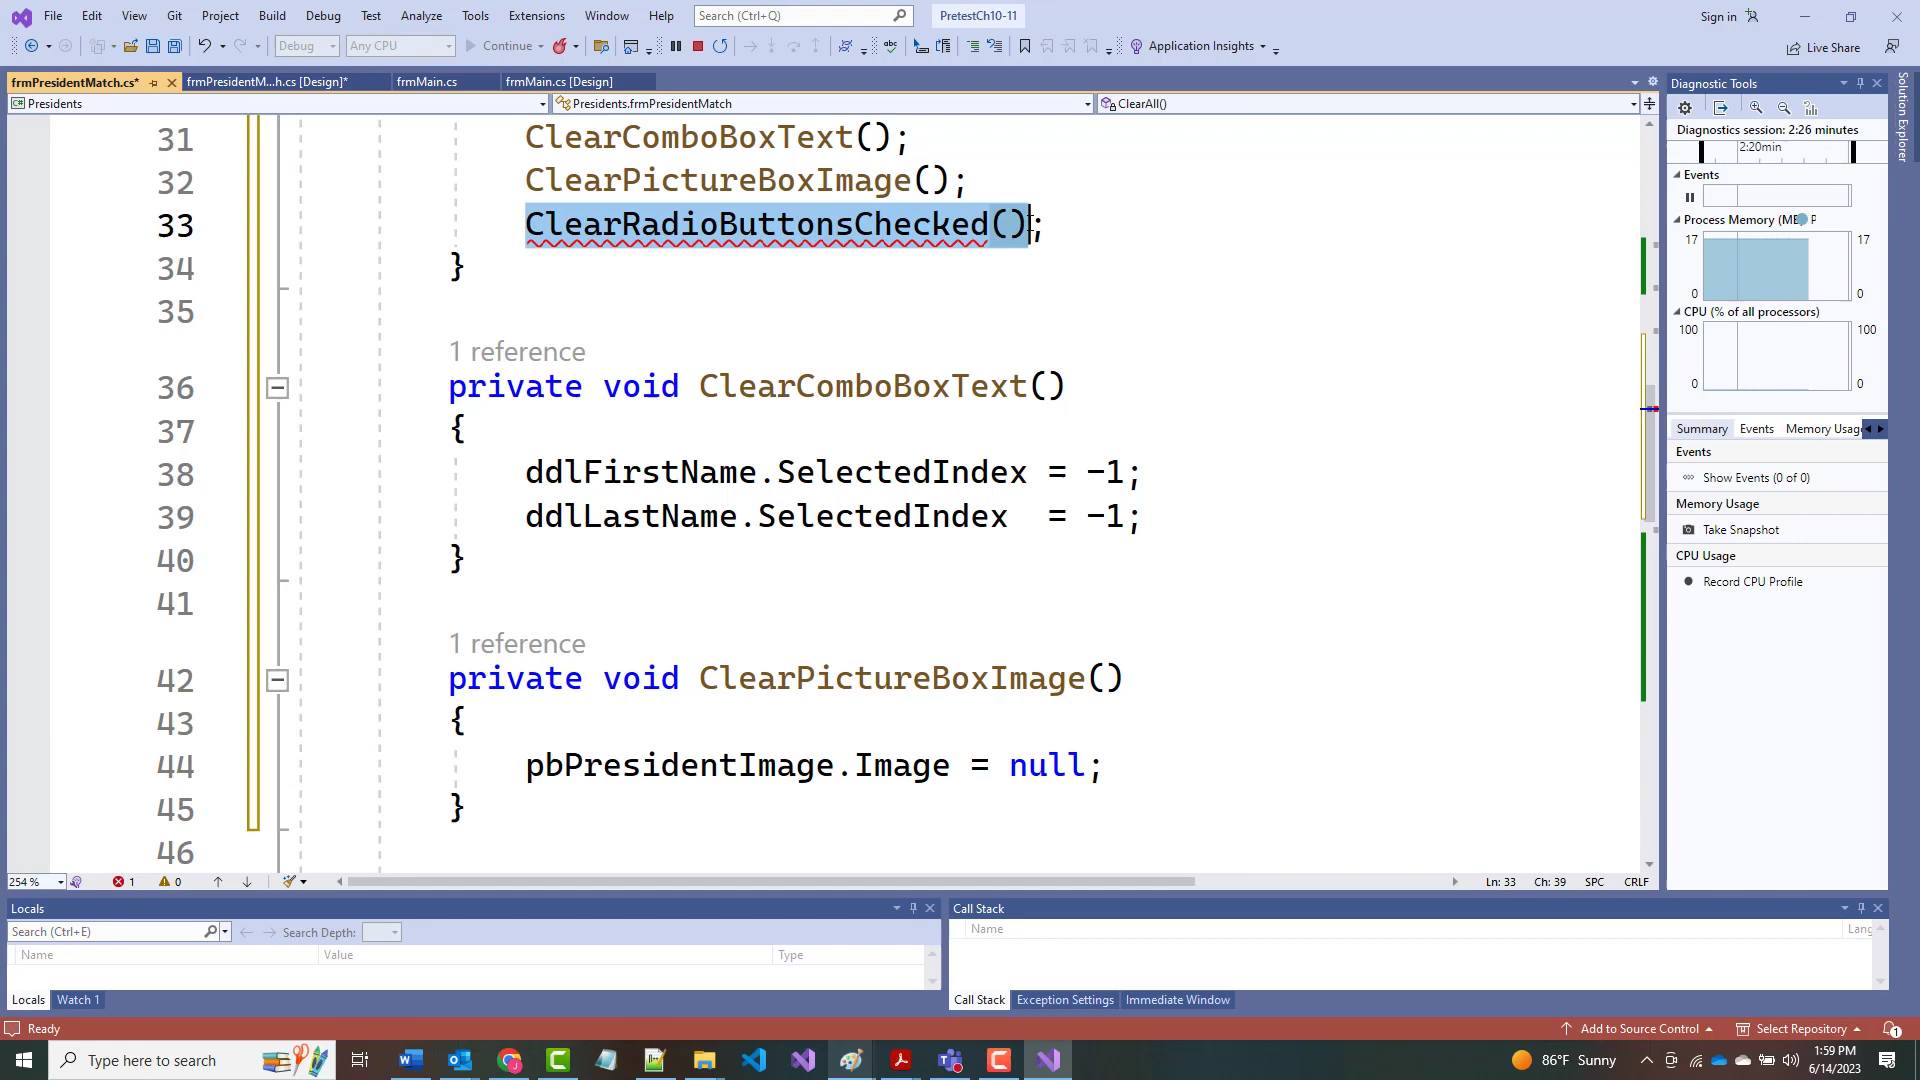 File Edit View Git Project Build Debug Test Analyze Tools Extensions Window Help Search (Ctrl+Q) PretestCh10-11 Sign in
Debug Any CPU Continue Application Insights Live Share
frmPresidentMatch.cs* frmPresidentM...h.cs [Design]* frmMain.cs frmMain.cs [Design]
Presidents Presidents.frmPresidentMatch ClearAll()
31 ClearComboBoxText();
32 ClearPictureBoxImage();
33 ClearRadioButtonsChecked();
34 }
35
1 reference
36 private void ClearComboBoxText()
37 {
38 ddlFirstName.SelectedIndex = -1;
39 ddlLastName.SelectedIndex  = -1;
40 }
41
1 reference
42 private void ClearPictureBoxImage()
43 {
44 pbPresidentImage.Image = null;
45 }
46
254 % 1 0 Ln: 33 Ch: 39 SPC CRLF
Diagnostic Tools
Diagnostics session: 2:26 minutes
2:20min
Events
Process Memory (MB) P
17 17
0 0
CPU (% of all processors)
100 100
0 0
Summary Events Memory Usage
Events
Show Events (0 of 0)
Memory Usage
Take Snapshot
CPU Usage
Record CPU Profile
Solution Explorer
Locals
Search (Ctrl+E) Search Depth:
Name Value Type
Locals Watch 1
Call Stack
Name Lang
Call Stack Exception Settings Immediate Window
Ready Add to Source Control Select Repository 1
Type here to search 86°F Sunny 1:59 PM
6/14/2023